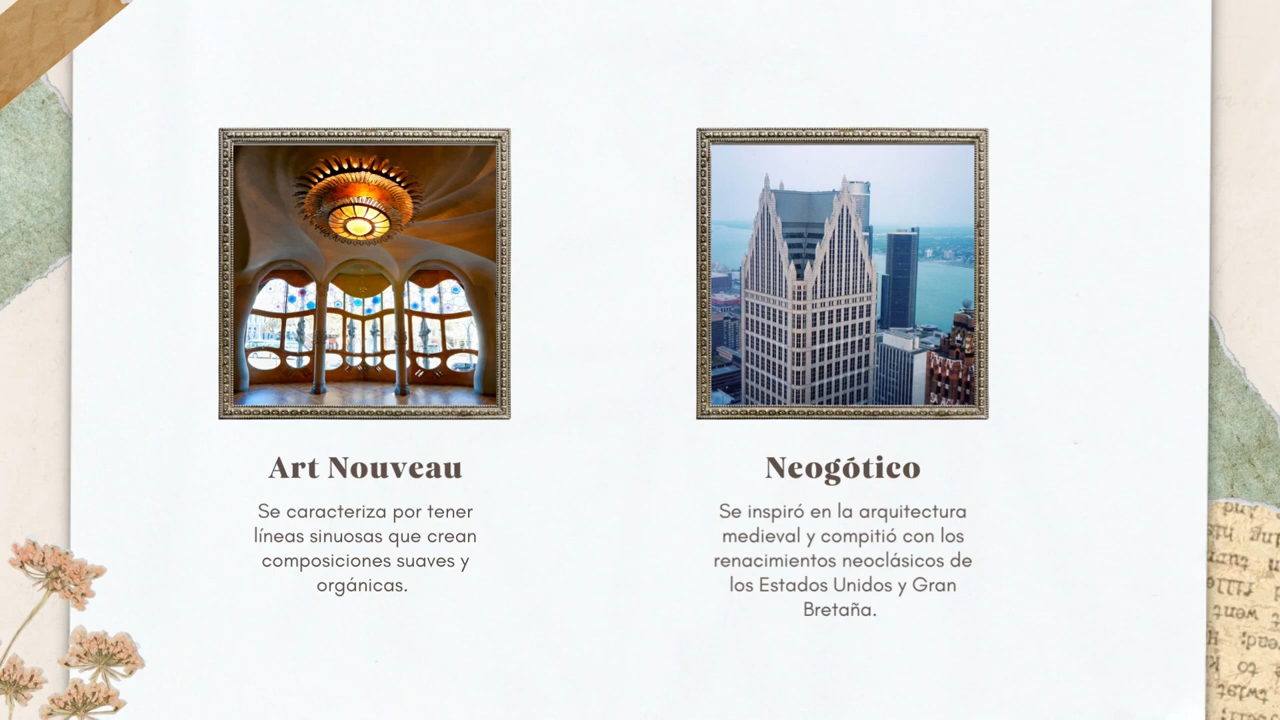 Art Nouveau
Se caracteriza por tener
líneas sinuosas que crean
composiciones suaves y
orgánicas.
Neogótico
Se inspiró en la arquitectura
medieval y compitió con los
renacimientos neoclásicos de
los Estados Unidos y Gran
Bretaña.